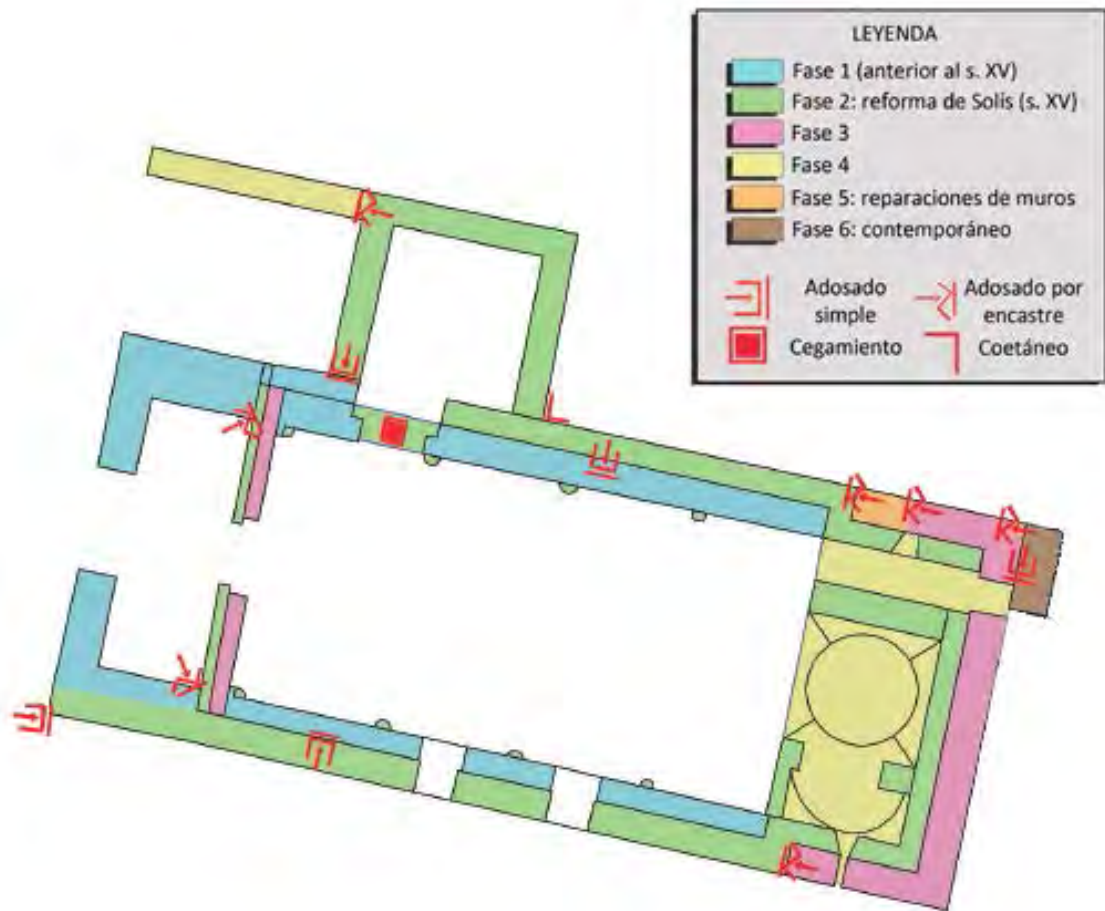 LEYENDA
Fase 1 (anterior al s. XV)
Fase 2: reforma de Solís (s. XV)
Fase 3
Fase 4
Fase 5: reparaciones de muros
Fase 6: contemporáneo
Adosado simple
Adosado por encastre
Cegamiento
Coetáneo